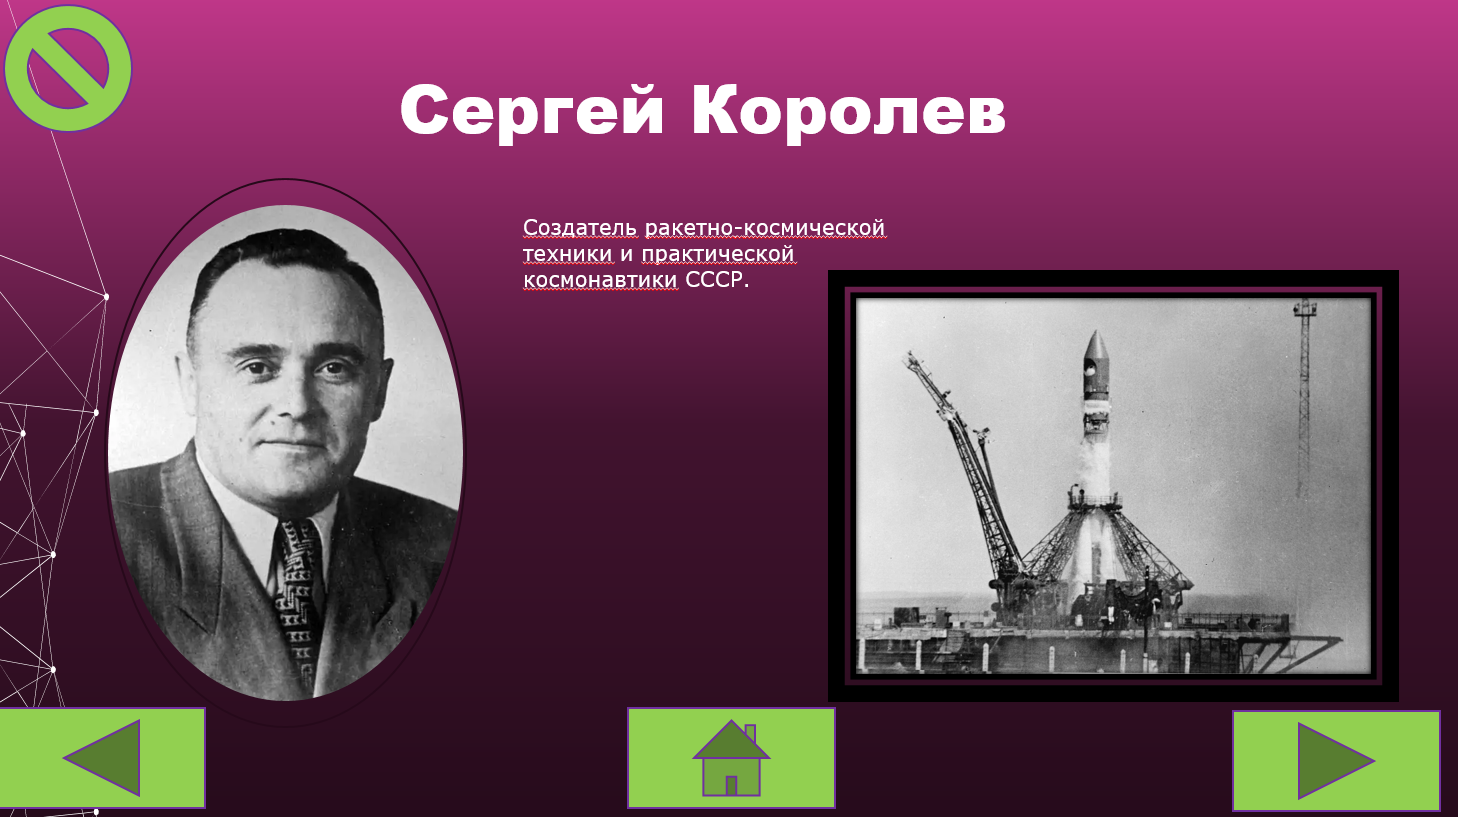 Сергей Королев
Создатель ракетно-космической
техники и практической
космонавтики СССР.